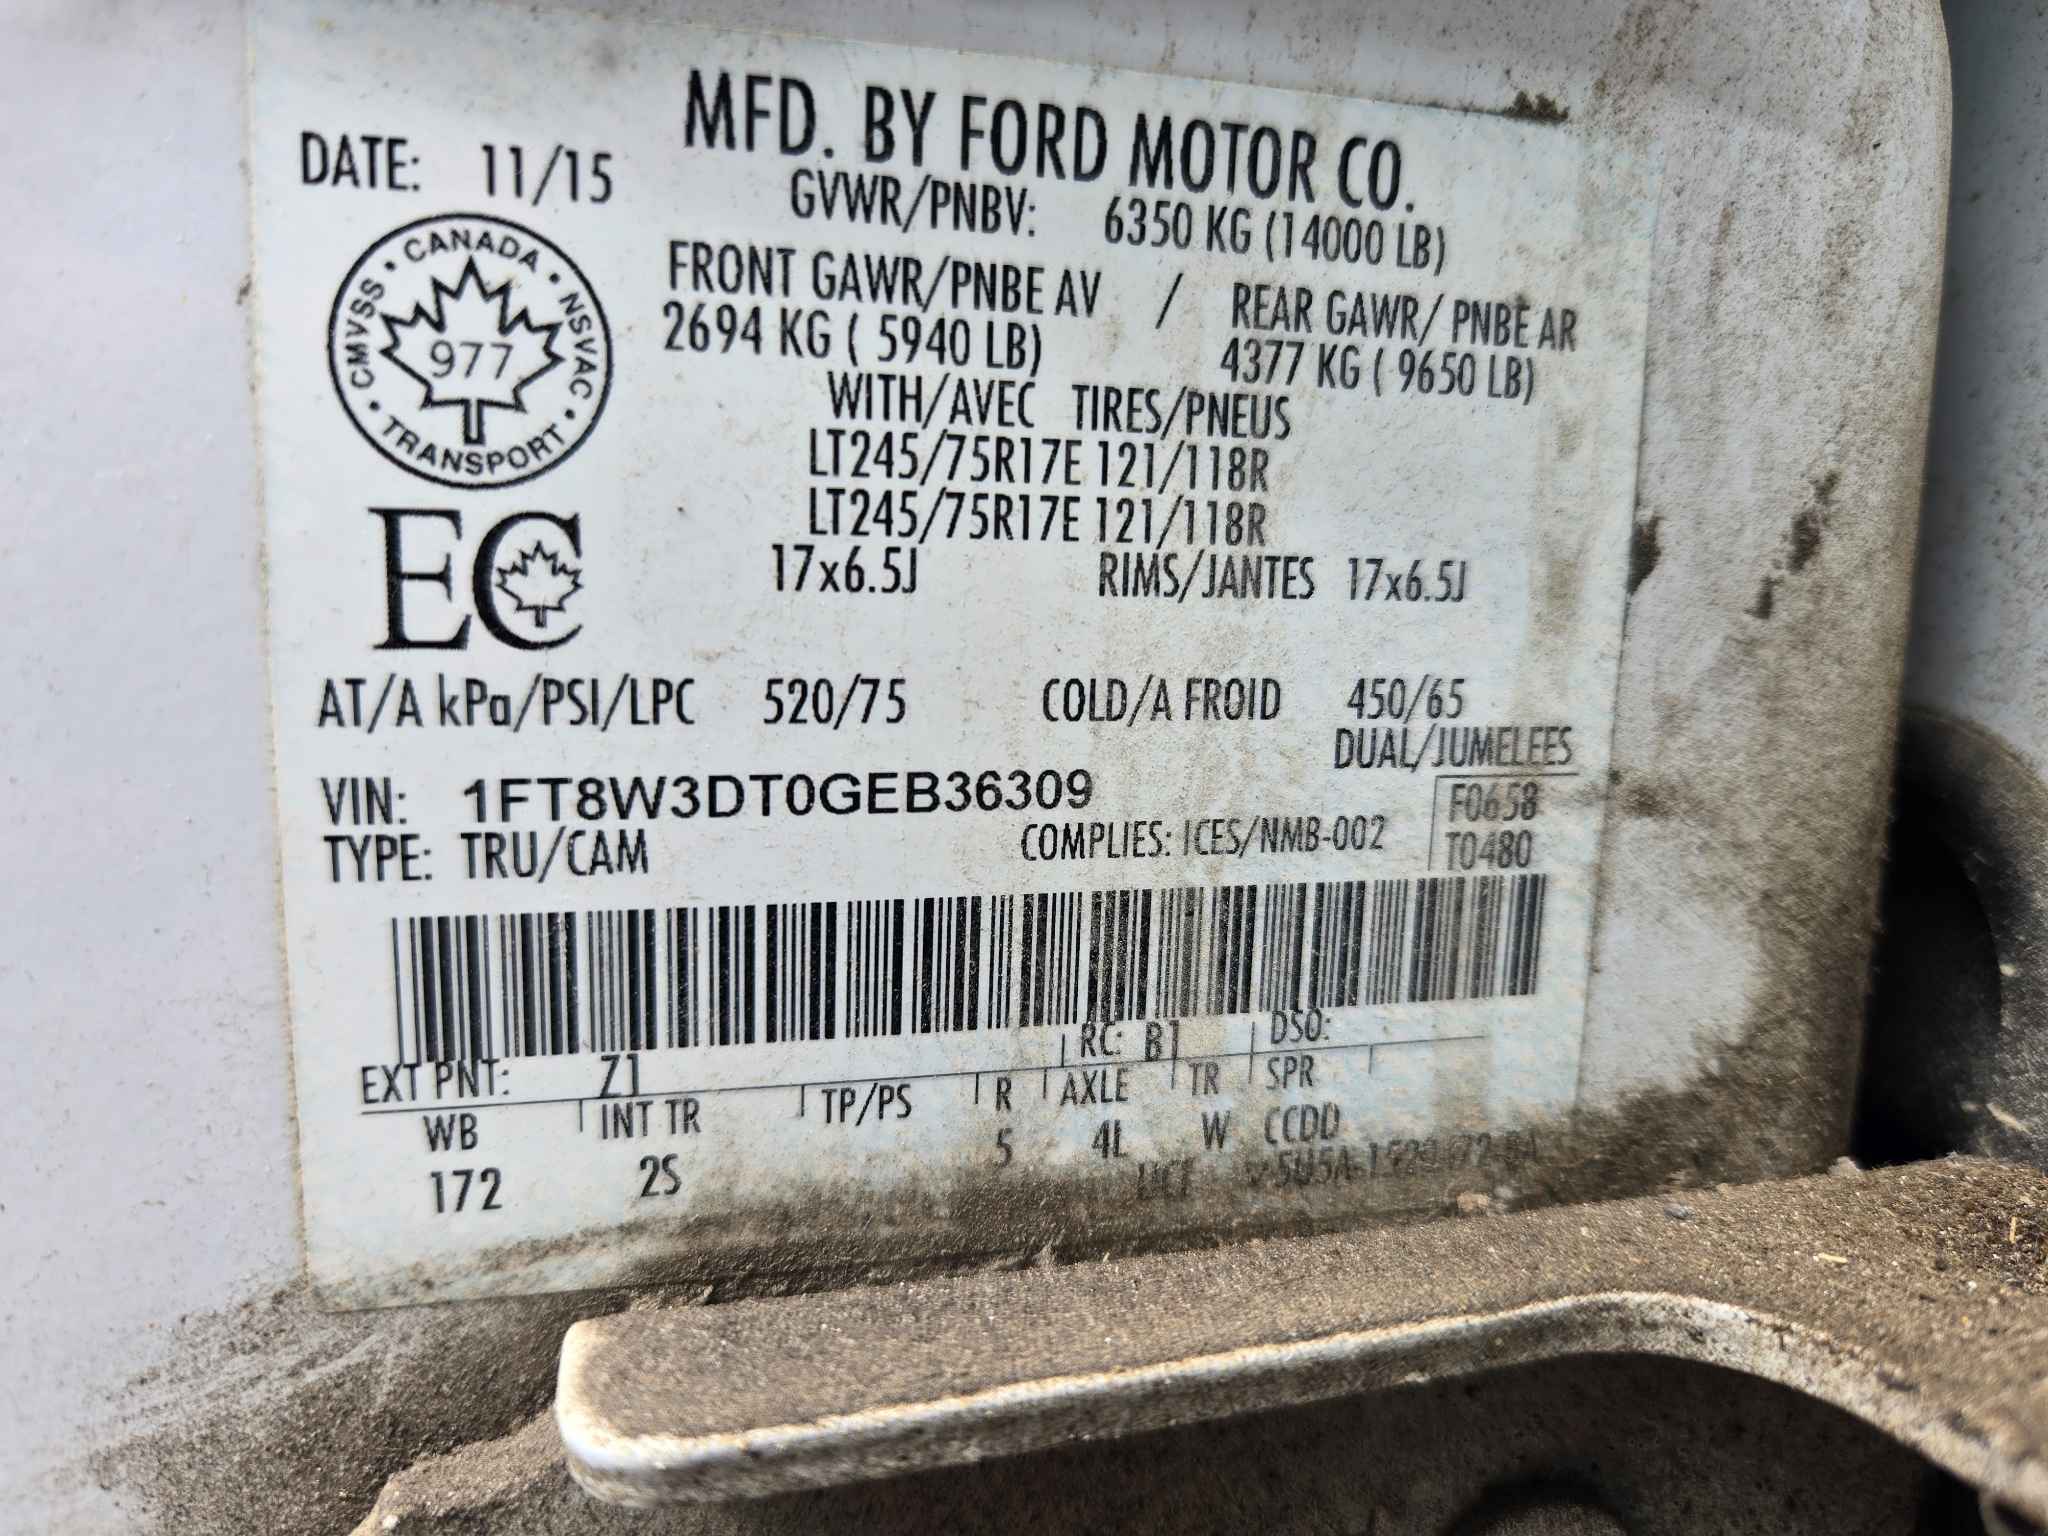 MFD. BY FORD MOTOR CO.
DATE: 11/15
GVWR/PNBV: 6350 KG (14000 LB)
FRONT GAWR/PNBE AV / REAR GAWR/ PNBE AR
2694 KG ( 5940 LB) 4377 KG ( 9650 LB)
WITH/AVEC TIRES/PNEUS
LT245/75R17E 121/118R
LT245/75R17E 121/118R
17x6.5J RIMS/JANTES 17x6.5J
CMVSS • CANADA • NSVAC • TRANSPORT •
977
EC
AT/A kPa/PSI/LPC 520/75 COLD/A FROID 450/65
DUAL/JUMELEES
VIN: 1FT8W3DT0GEB36309
F0658
TYPE: TRU/CAM COMPLIES: ICES/NMB-002 T0480
EXT PNT: Z1 RC: B1 DSO:
WB INT TR TP/PS R AXLE TR SPR
172 2S 5 4L W CCDD